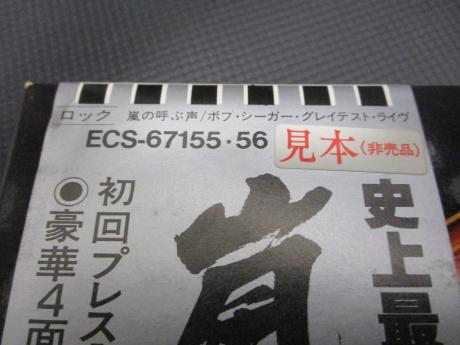 ロック 嵐の呼ぶ声/ボブ・シーガー・グレイテスト・ライヴ
ECS-67155・56
見本(非売品)
史上最
嵐
初回プレス
◉豪華4面